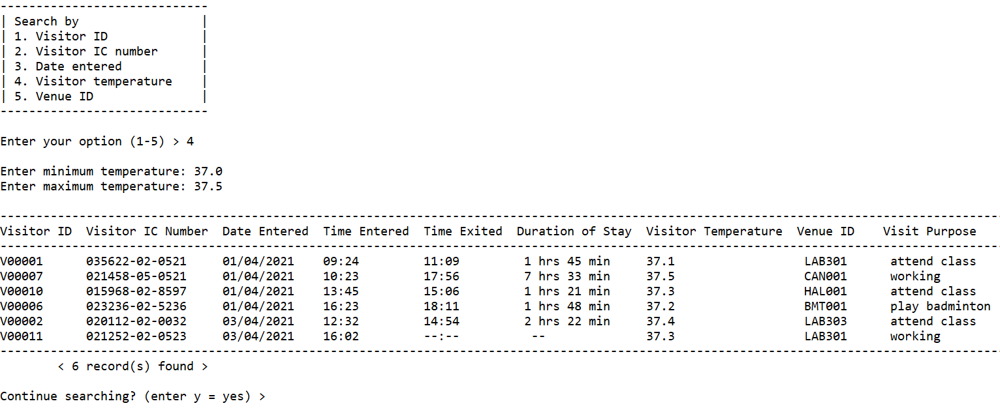 -----------------------------
| Search by                 |
| 1. Visitor ID             |
| 2. Visitor IC number      |
| 3. Date entered           |
| 4. Visitor temperature    |
| 5. Venue ID               |
-----------------------------
Enter your option (1-5) > 4
Enter minimum temperature: 37.0
Enter maximum temperature: 37.5
-------------------------------------------------------------------------------------------------------------------------------------------
Visitor ID  Visitor IC Number  Date Entered  Time Entered  Time Exited  Duration of Stay  Visitor Temperature  Venue ID    Visit Purpose
-------------------------------------------------------------------------------------------------------------------------------------------
V00001      035622-02-0521     01/04/2021    09:24         11:09         1 hrs 45 min     37.1                  LAB301      attend class
V00007      021458-05-0521     01/04/2021    10:23         17:56         7 hrs 33 min     37.5                  CAN001      working
V00010      015968-02-8597     01/04/2021    13:45         15:06         1 hrs 21 min     37.3                  HAL001      attend class
V00006      023236-02-5236     01/04/2021    16:23         18:11         1 hrs 48 min     37.2                  BMT001      play badminton
V00002      020112-02-0032     03/04/2021    12:32         14:54         2 hrs 22 min     37.4                  LAB303      attend class
V00011      021252-02-0523     03/04/2021    16:02         --:--          --              37.3                  LAB301      working
-------------------------------------------------------------------------------------------------------------------------------------------
        < 6 record(s) found >
Continue searching? (enter y = yes) >